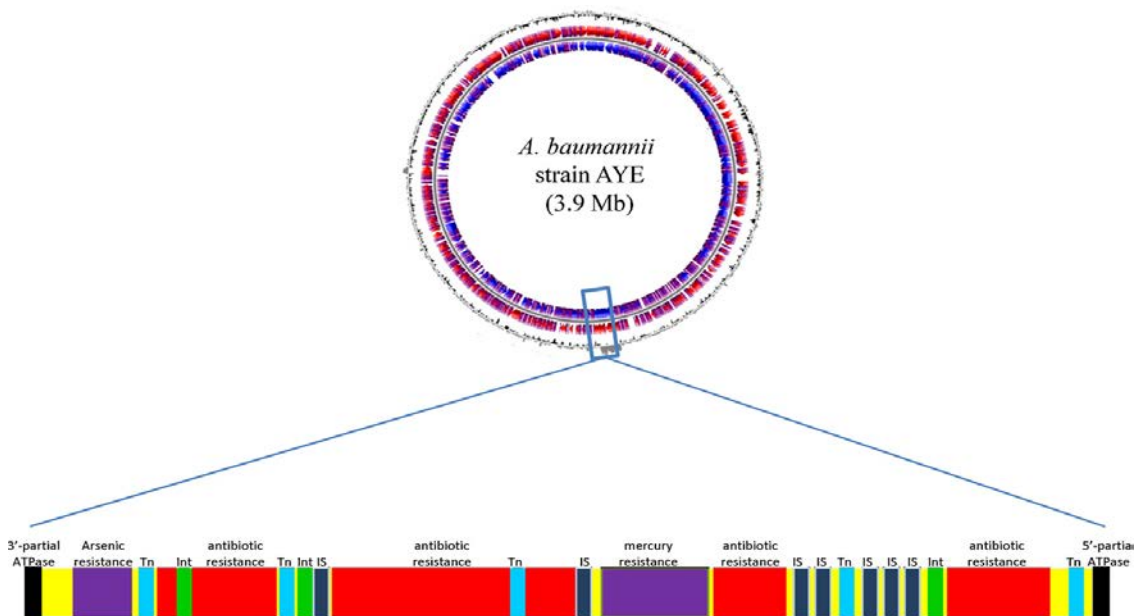 A. baumannii
strain AYE
(3.9 Mb)
3'-partial Arsenic antibiotic antibiotic mercury antibiotic antibiotic 5'-partial
ATPase resistance Tn Int resistance Tn Int IS resistance Tn IS resistance resistance IS IS Tn IS IS IS Int resistance Tn ATPase